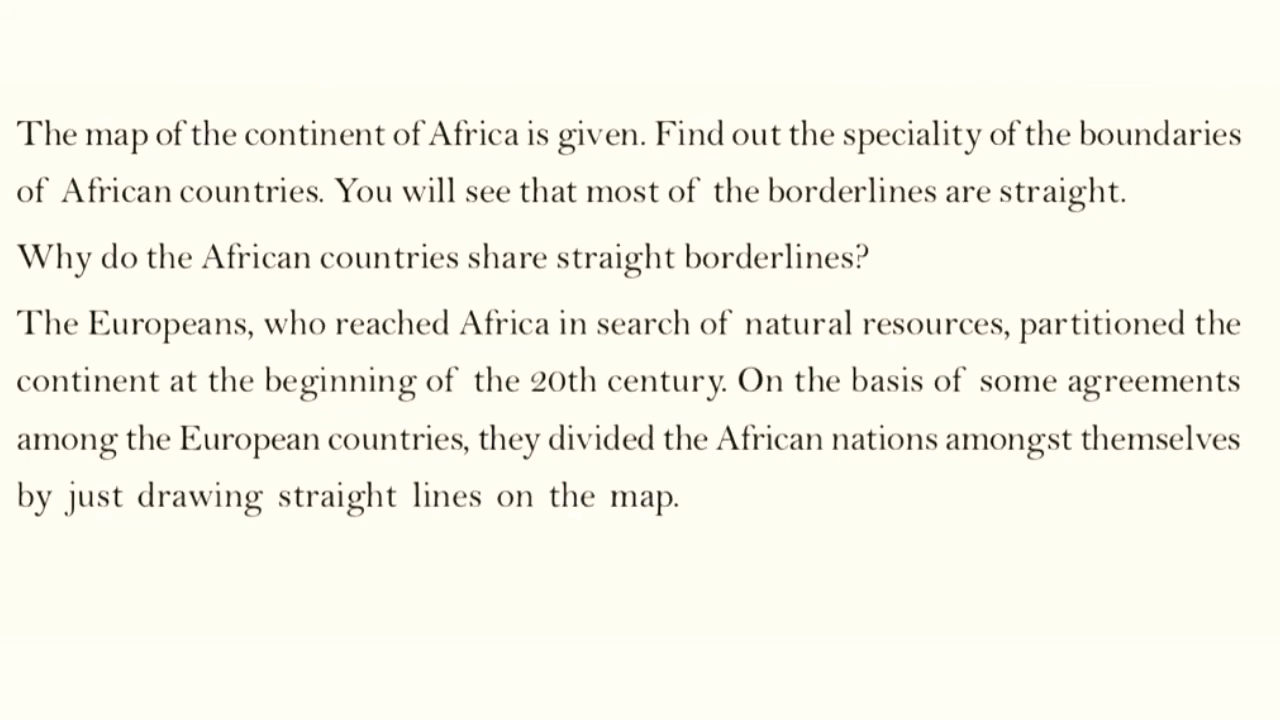 The map of the continent of Africa is given. Find out the speciality of the boundaries
of African countries. You will see that most of the borderlines are straight.
Why do the African countries share straight borderlines?
The Europeans, who reached Africa in search of natural resources, partitioned the
continent at the beginning of the 20th century. On the basis of some agreements
among the European countries, they divided the African nations amongst themselves
by just drawing straight lines on the map.